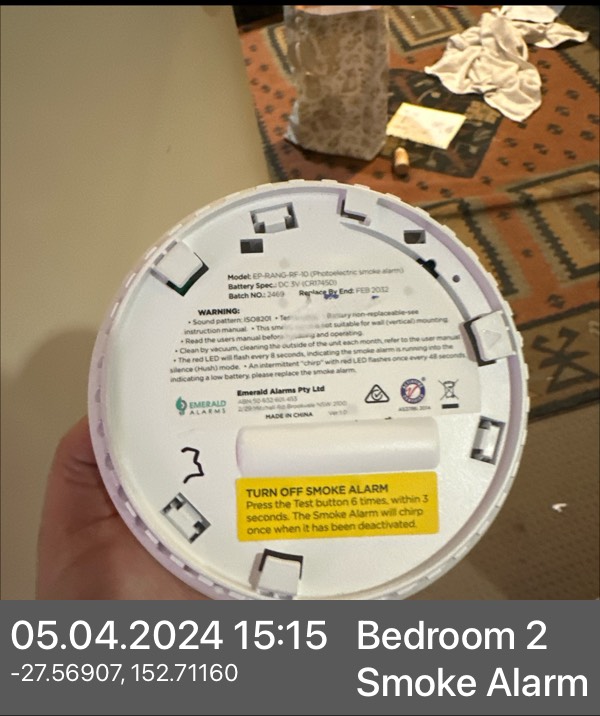 Model: EP-RANG-RF-10 (Photoelectric smoke alarm)
Battery Spec.: DC 3V (CR17450)
Batch NO.: 2469 Replace By End: FEB 2032
WARNING:
• Sound pattern: ISO8201 • Battery non-replaceable-see
instruction manual. • This not suitable for wall (vertical) mounting.
• Read the users manual before and operating.
• Clean by vacuum, cleaning the outside of the unit each month, refer to the user manual
• The red LED will flash every 8 seconds, indicating the smoke alarm is running into the
silence (Hush) mode. • An intermittent "chirp" with red LED flashes once every 48 seconds
indicating a low battery, please replace the smoke alarm.
EMERALD
ALARMS
Emerald Alarms Pty Ltd
Brookvale NSW 2100
MADE IN CHINA Ver:1.0
AS3786: 2014
TURN OFF SMOKE ALARM
Press the Test button 6 times, within 3
seconds. The Smoke Alarm will chirp
once when it has been deactivated.
05.04.2024 15:15
-27.56907, 152.71160
Bedroom 2
Smoke Alarm